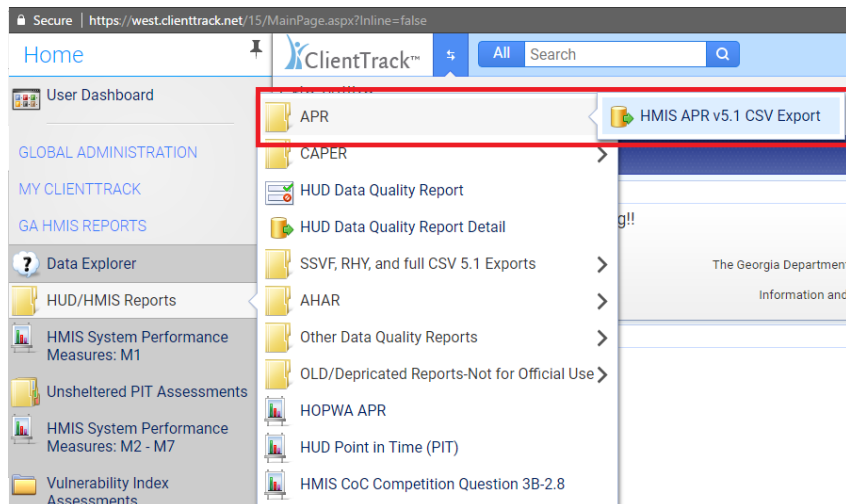 Secure | https://west.clienttrack.net/15/MainPage.aspx?Inline=false
Home
ClientTrack™
All
Search
User Dashboard
GLOBAL ADMINISTRATION
MY CLIENTTRACK
GA HMIS REPORTS
Data Explorer
HUD/HMIS Reports
HMIS System Performance
Measures: M1
Unsheltered PIT Assessments
HMIS System Performance
Measures: M2 - M7
Vulnerability Index
Assessments
APR
HMIS APR v5.1 CSV Export
CAPER
HUD Data Quality Report
HUD Data Quality Report Detail
SSVF, RHY, and full CSV 5.1 Exports
AHAR
Other Data Quality Reports
OLD/Depricated Reports-Not for Official Use
HOPWA APR
HUD Point in Time (PIT)
HMIS CoC Competition Question 3B-2.8
g!!
The Georgia Departmen
Information and